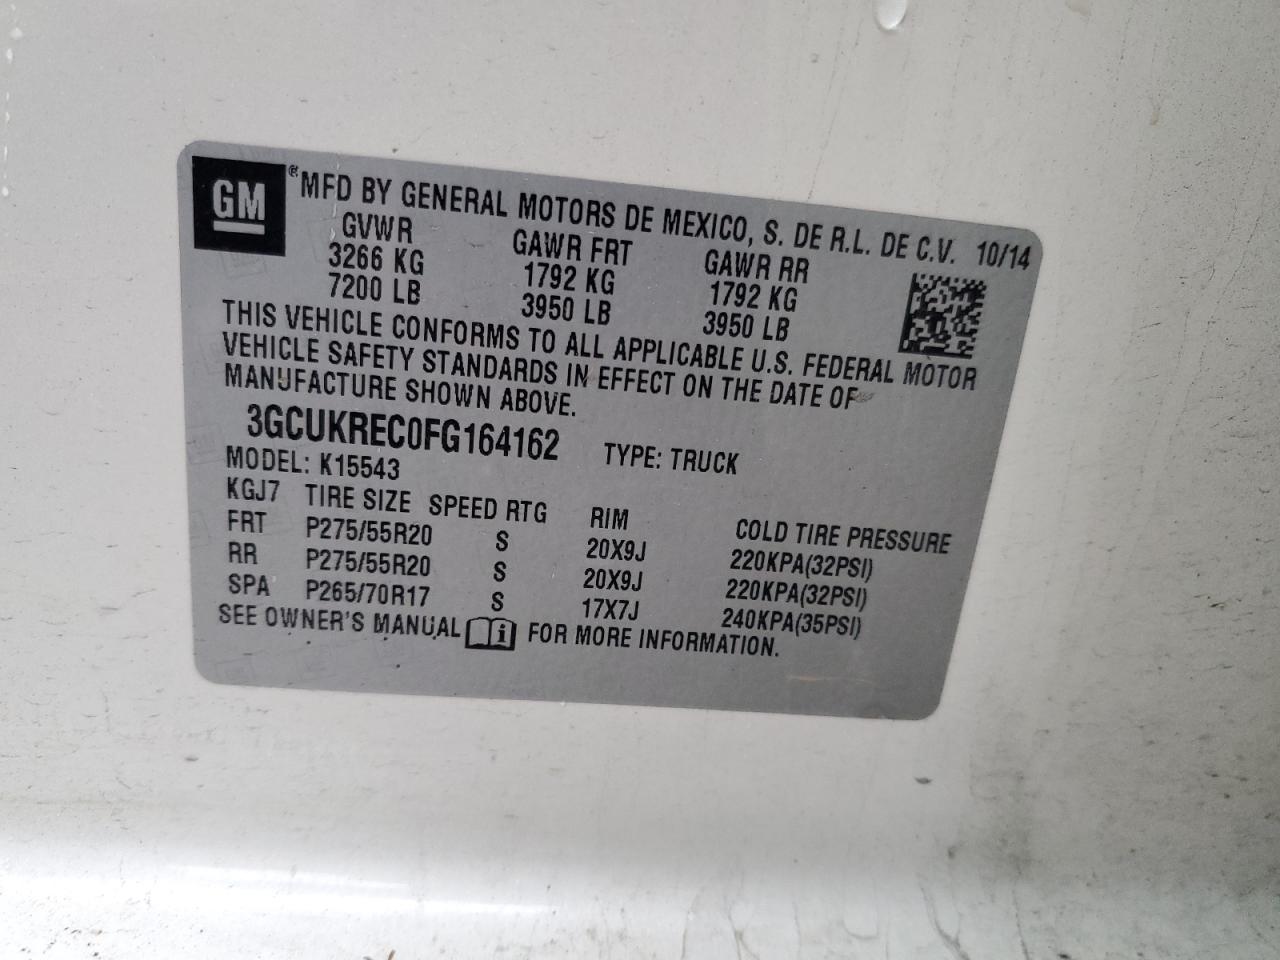 GM ® MFD BY GENERAL MOTORS DE MEXICO, S. DE R.L. DE C.V. 10/14
GVWR GAWR FRT GAWR RR
3266 KG 1792 KG 1792 KG
7200 LB 3950 LB 3950 LB
THIS VEHICLE CONFORMS TO ALL APPLICABLE U.S. FEDERAL MOTOR
VEHICLE SAFETY STANDARDS IN EFFECT ON THE DATE OF
MANUFACTURE SHOWN ABOVE.
3GCUKREC0FG164162 TYPE: TRUCK
MODEL: K15543
KGJ7 TIRE SIZE SPEED RTG RIM COLD TIRE PRESSURE
FRT P275/55R20 S 20X9J 220KPA(32PSI)
RR P275/55R20 S 20X9J 220KPA(32PSI)
SPA P265/70R17 S 17X7J 240KPA(35PSI)
SEE OWNER'S MANUAL i FOR MORE INFORMATION.